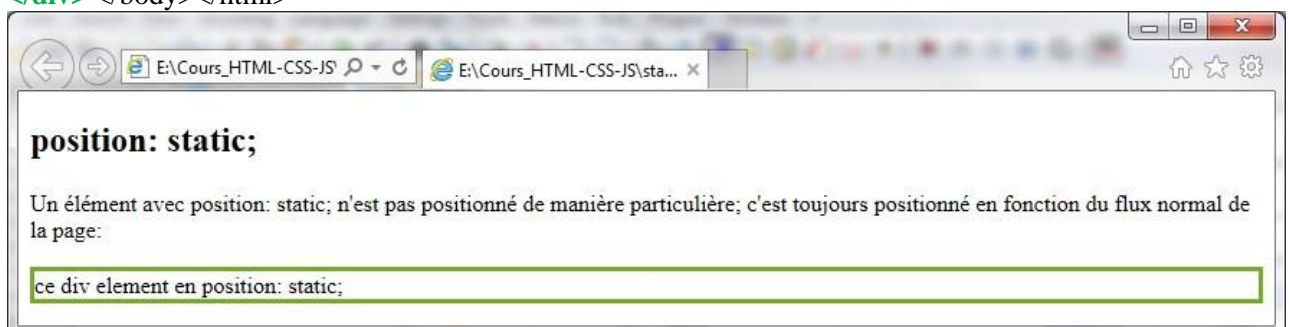 </div> </body></html>
E:\Cours_HTML-CSS-JS\ E:\Cours_HTML-CSS-JS\sta...
position: static;
Un élément avec position: static; n'est pas positionné de manière particulière; c'est toujours positionné en fonction du flux normal de
la page:
ce div element en position: static;